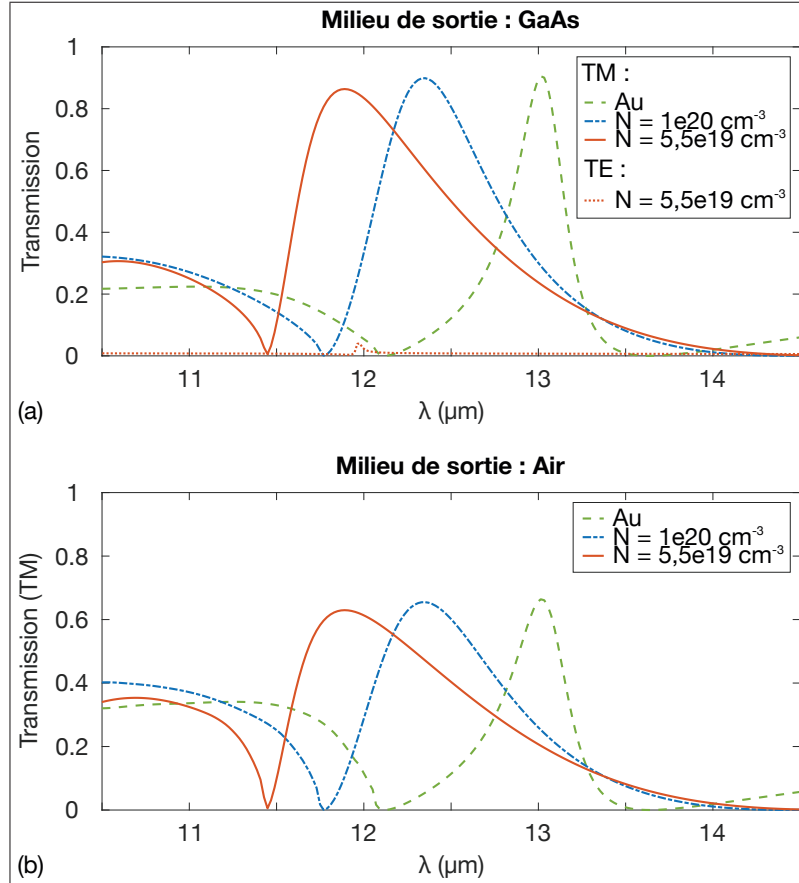 Milieu de sortie : GaAs
1
0.8
0.6
0.4
0.2
0
Transmission
TM :
Au
N = 1e20 cm⁻³
N = 5,5e19 cm⁻³
TE :
N = 5,5e19 cm⁻³
11 12 13 14
(a)
λ (μm)
Milieu de sortie : Air
1
0.8
0.6
0.4
0.2
0
Transmission (TM)
Au
N = 1e20 cm⁻³
N = 5,5e19 cm⁻³
11 12 13 14
(b)
λ (μm)